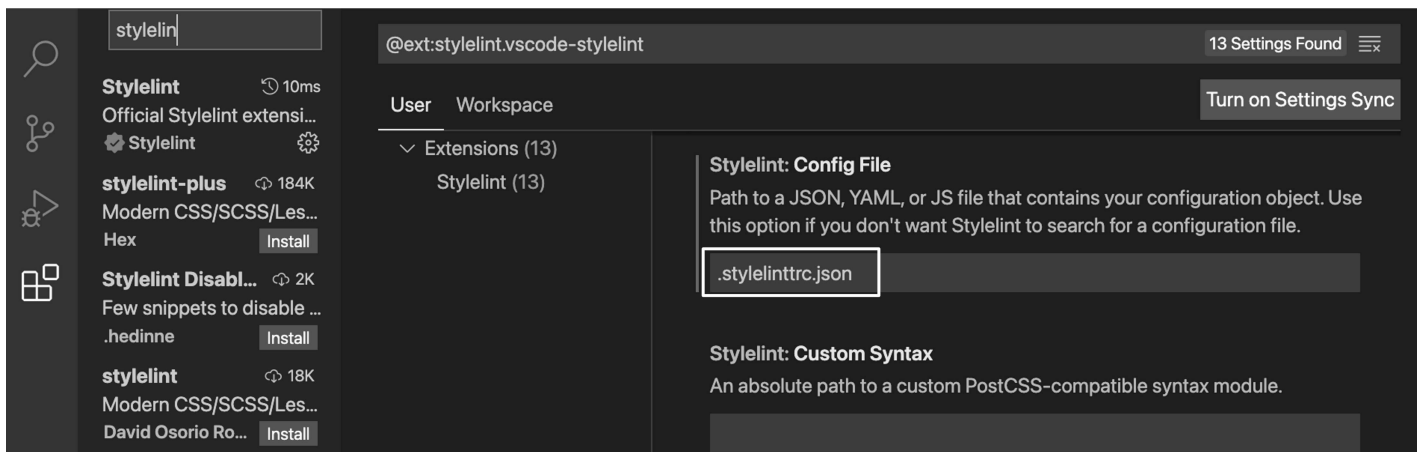 stylelin
Stylelint 10ms
Official Stylelint extensi...
Stylelint
stylelint-plus 184K
Modern CSS/SCSS/Les...
Hex Install
Stylelint Disabl... 2K
Few snippets to disable ...
.hedinne Install
stylelint 18K
Modern CSS/SCSS/Les...
David Osorio Ro... Install
@ext:stylelint.vscode-stylelint 13 Settings Found
User Workspace Turn on Settings Sync
Extensions (13)
Stylelint (13)
Stylelint: Config File
Path to a JSON, YAML, or JS file that contains your configuration object. Use
this option if you don't want Stylelint to search for a configuration file.
.stylelinttrc.json
Stylelint: Custom Syntax
An absolute path to a custom PostCSS-compatible syntax module.